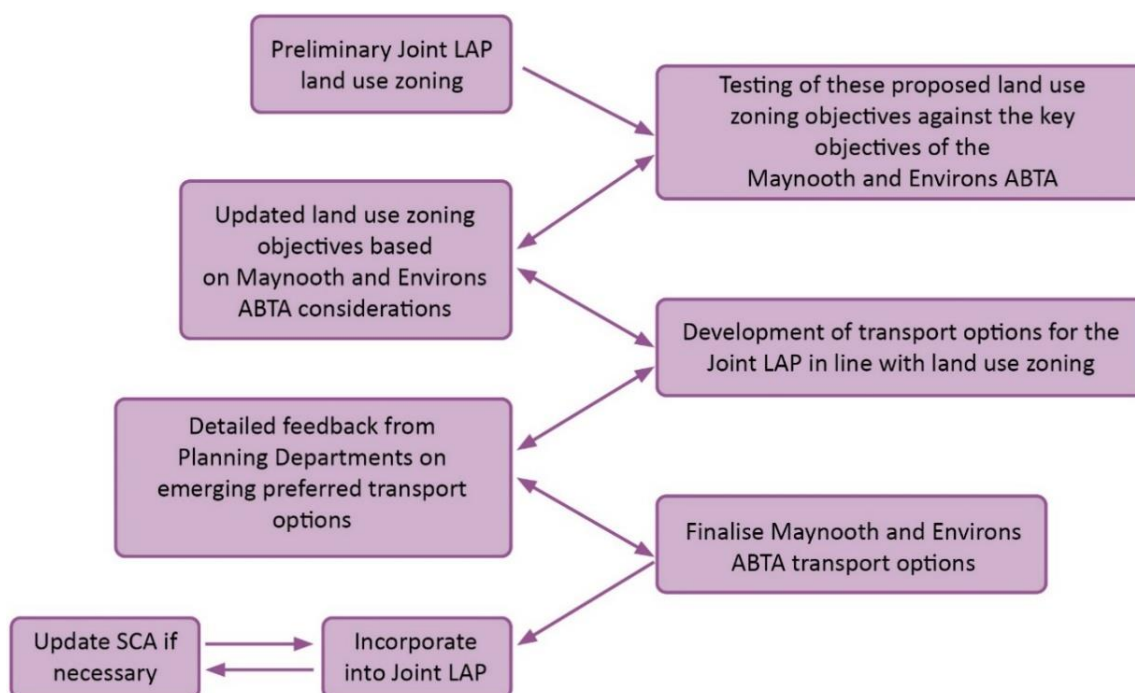 Preliminary Joint LAP
land use zoning
Testing of these proposed land use
zoning objectives against the key
objectives of the
Maynooth and Environs ABTA
Updated land use zoning
objectives based
on Maynooth and Environs
ABTA considerations
Development of transport options for the
Joint LAP in line with land use zoning
Detailed feedback from
Planning Departments on
emerging preferred transport
options
Finalise Maynooth and Environs
ABTA transport options
Update SCA if
necessary
Incorporate
into Joint LAP